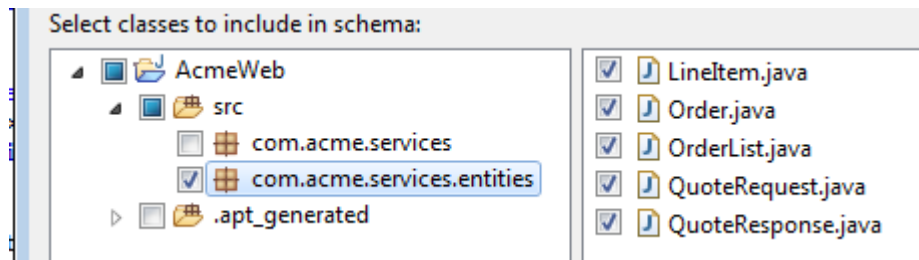 Select classes to include in schema:
AcmeWeb
src
com.acme.services
com.acme.services.entities
.apt_generated
LineItem.java
Order.java
OrderList.java
QuoteRequest.java
QuoteResponse.java